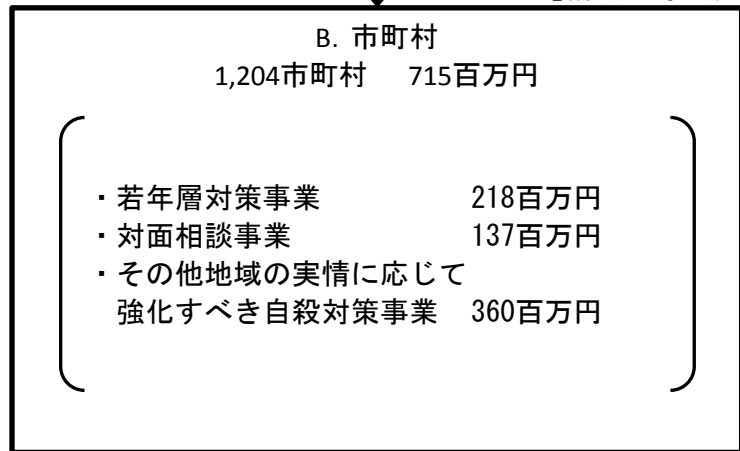 B. 市町村
1,204市町村 715百万円
・若年層対策事業 218百万円
・対面相談事業 137百万円
・その他地域の実情に応じて
強化すべき自殺対策事業 360百万円